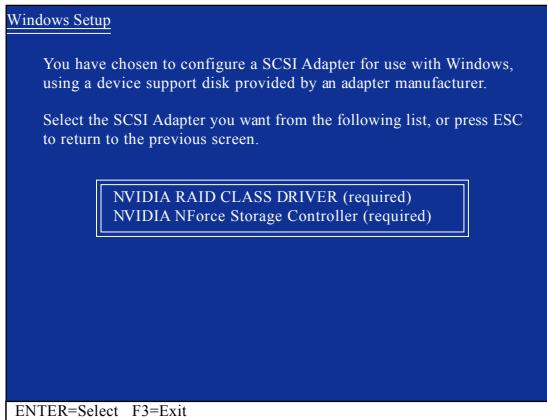 Windows Setup
You have chosen to configure a SCSI Adapter for use with Windows,
using a device support disk provided by an adapter manufacturer.
Select the SCSI Adapter you want from the following list, or press ESC
to return to the previous screen.
NVIDIA RAID CLASS DRIVER (required)
NVIDIA NForce Storage Controller (required)
ENTER=Select F3=Exit